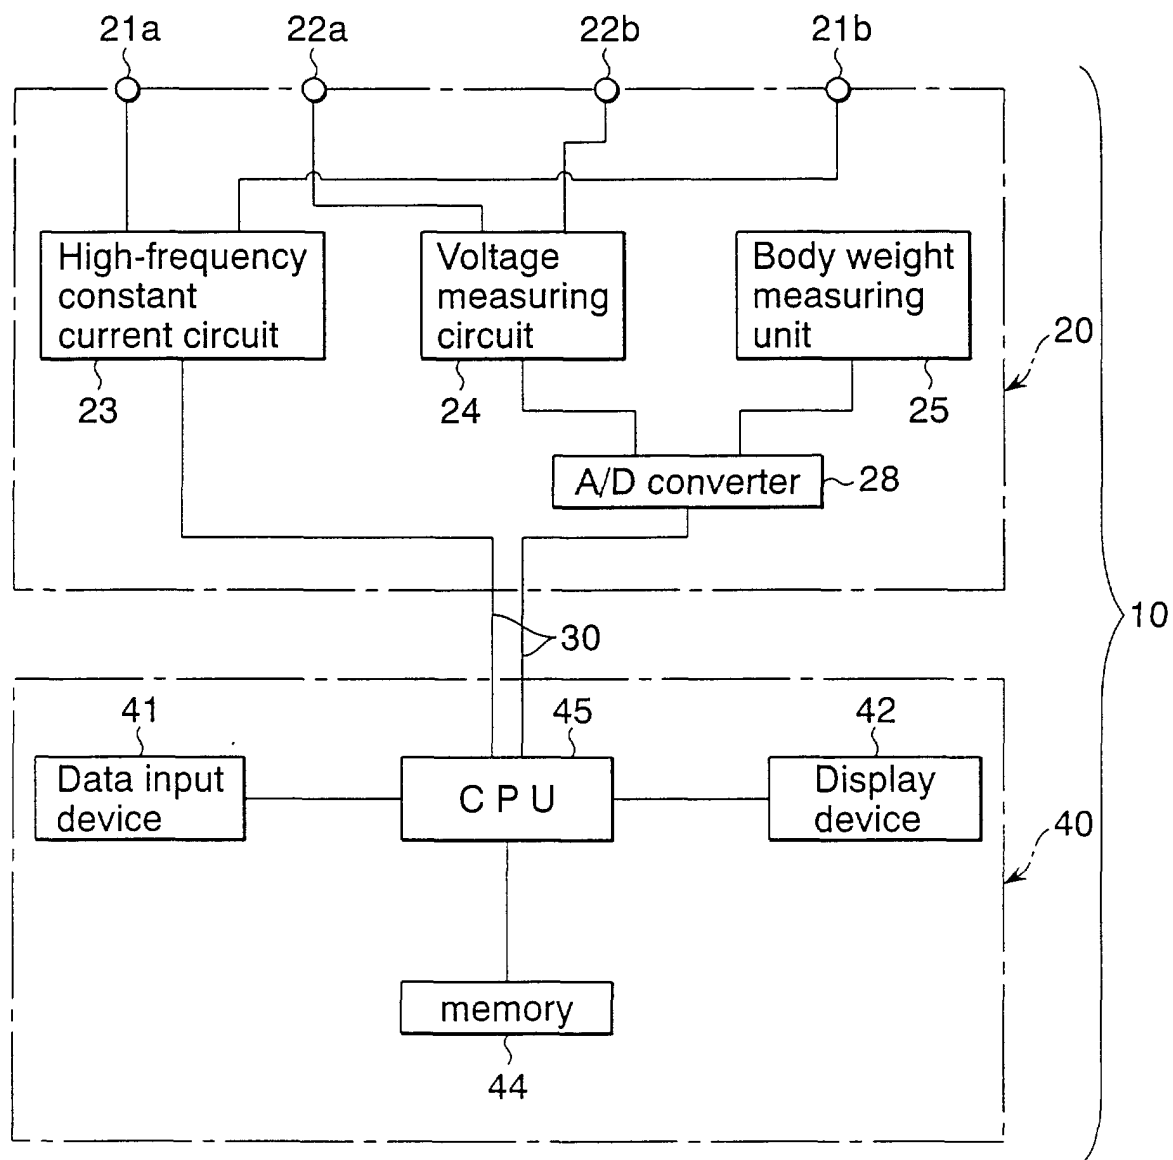 21a
22a
22b
21b
High-frequency
constant
current circuit
Voltage
measuring
circuit
Body weight
measuring
unit
20
23
24
25
A/D converter
28
10
30
41
45
42
Data input
device
C P U
Display
device
40
memory
44